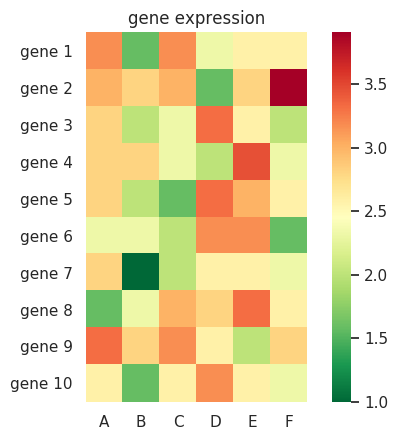 gene expression
gene 1
gene 2
gene 3
gene 4
gene 5
gene 6
gene 7
gene 8
gene 9
gene 10
A B C D E F
3.5
3.0
2.5
2.0
1.5
1.0